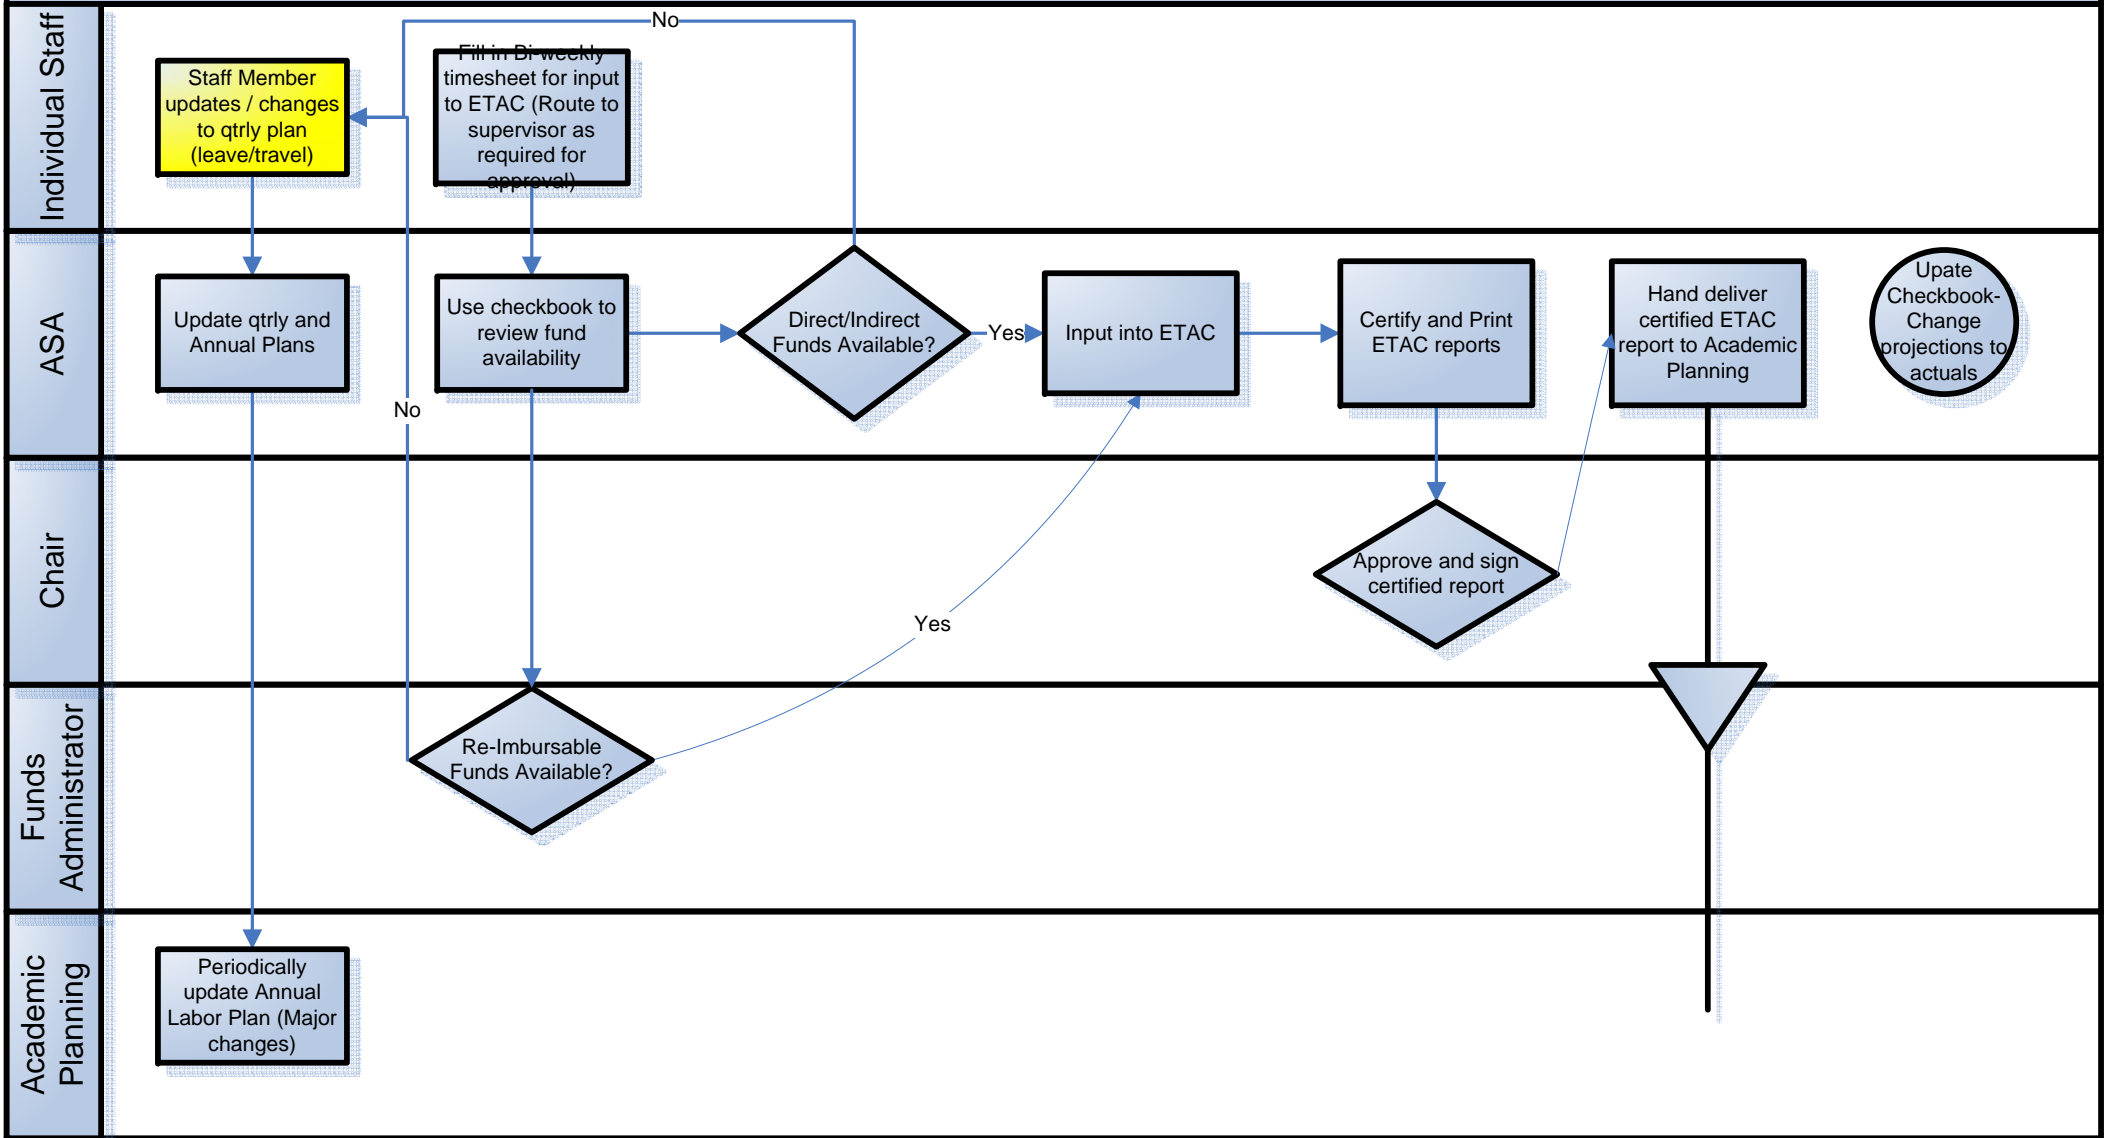 Individual Staff
No
Staff Member
updates / changes
to qtrly plan
(leave/travel)
Fill in Bi-weekly
timesheet for input
to ETAC (Route to
supervisor as
required for
approval)
ASA
Update qtrly and
Annual Plans
No
Use checkbook to
review fund
availability
Direct/Indirect
Funds Available?
Yes
Input into ETAC
Certify and Print
ETAC reports
Hand deliver
certified ETAC
report to Academic
Planning
Upate
Checkbook-
Change
projections to
actuals
Chair
Approve and sign
certified report
Yes
Funds
Administrator
Re-Imbursable
Funds Available?
Academic
Planning
Periodically
update Annual
Labor Plan (Major
changes)